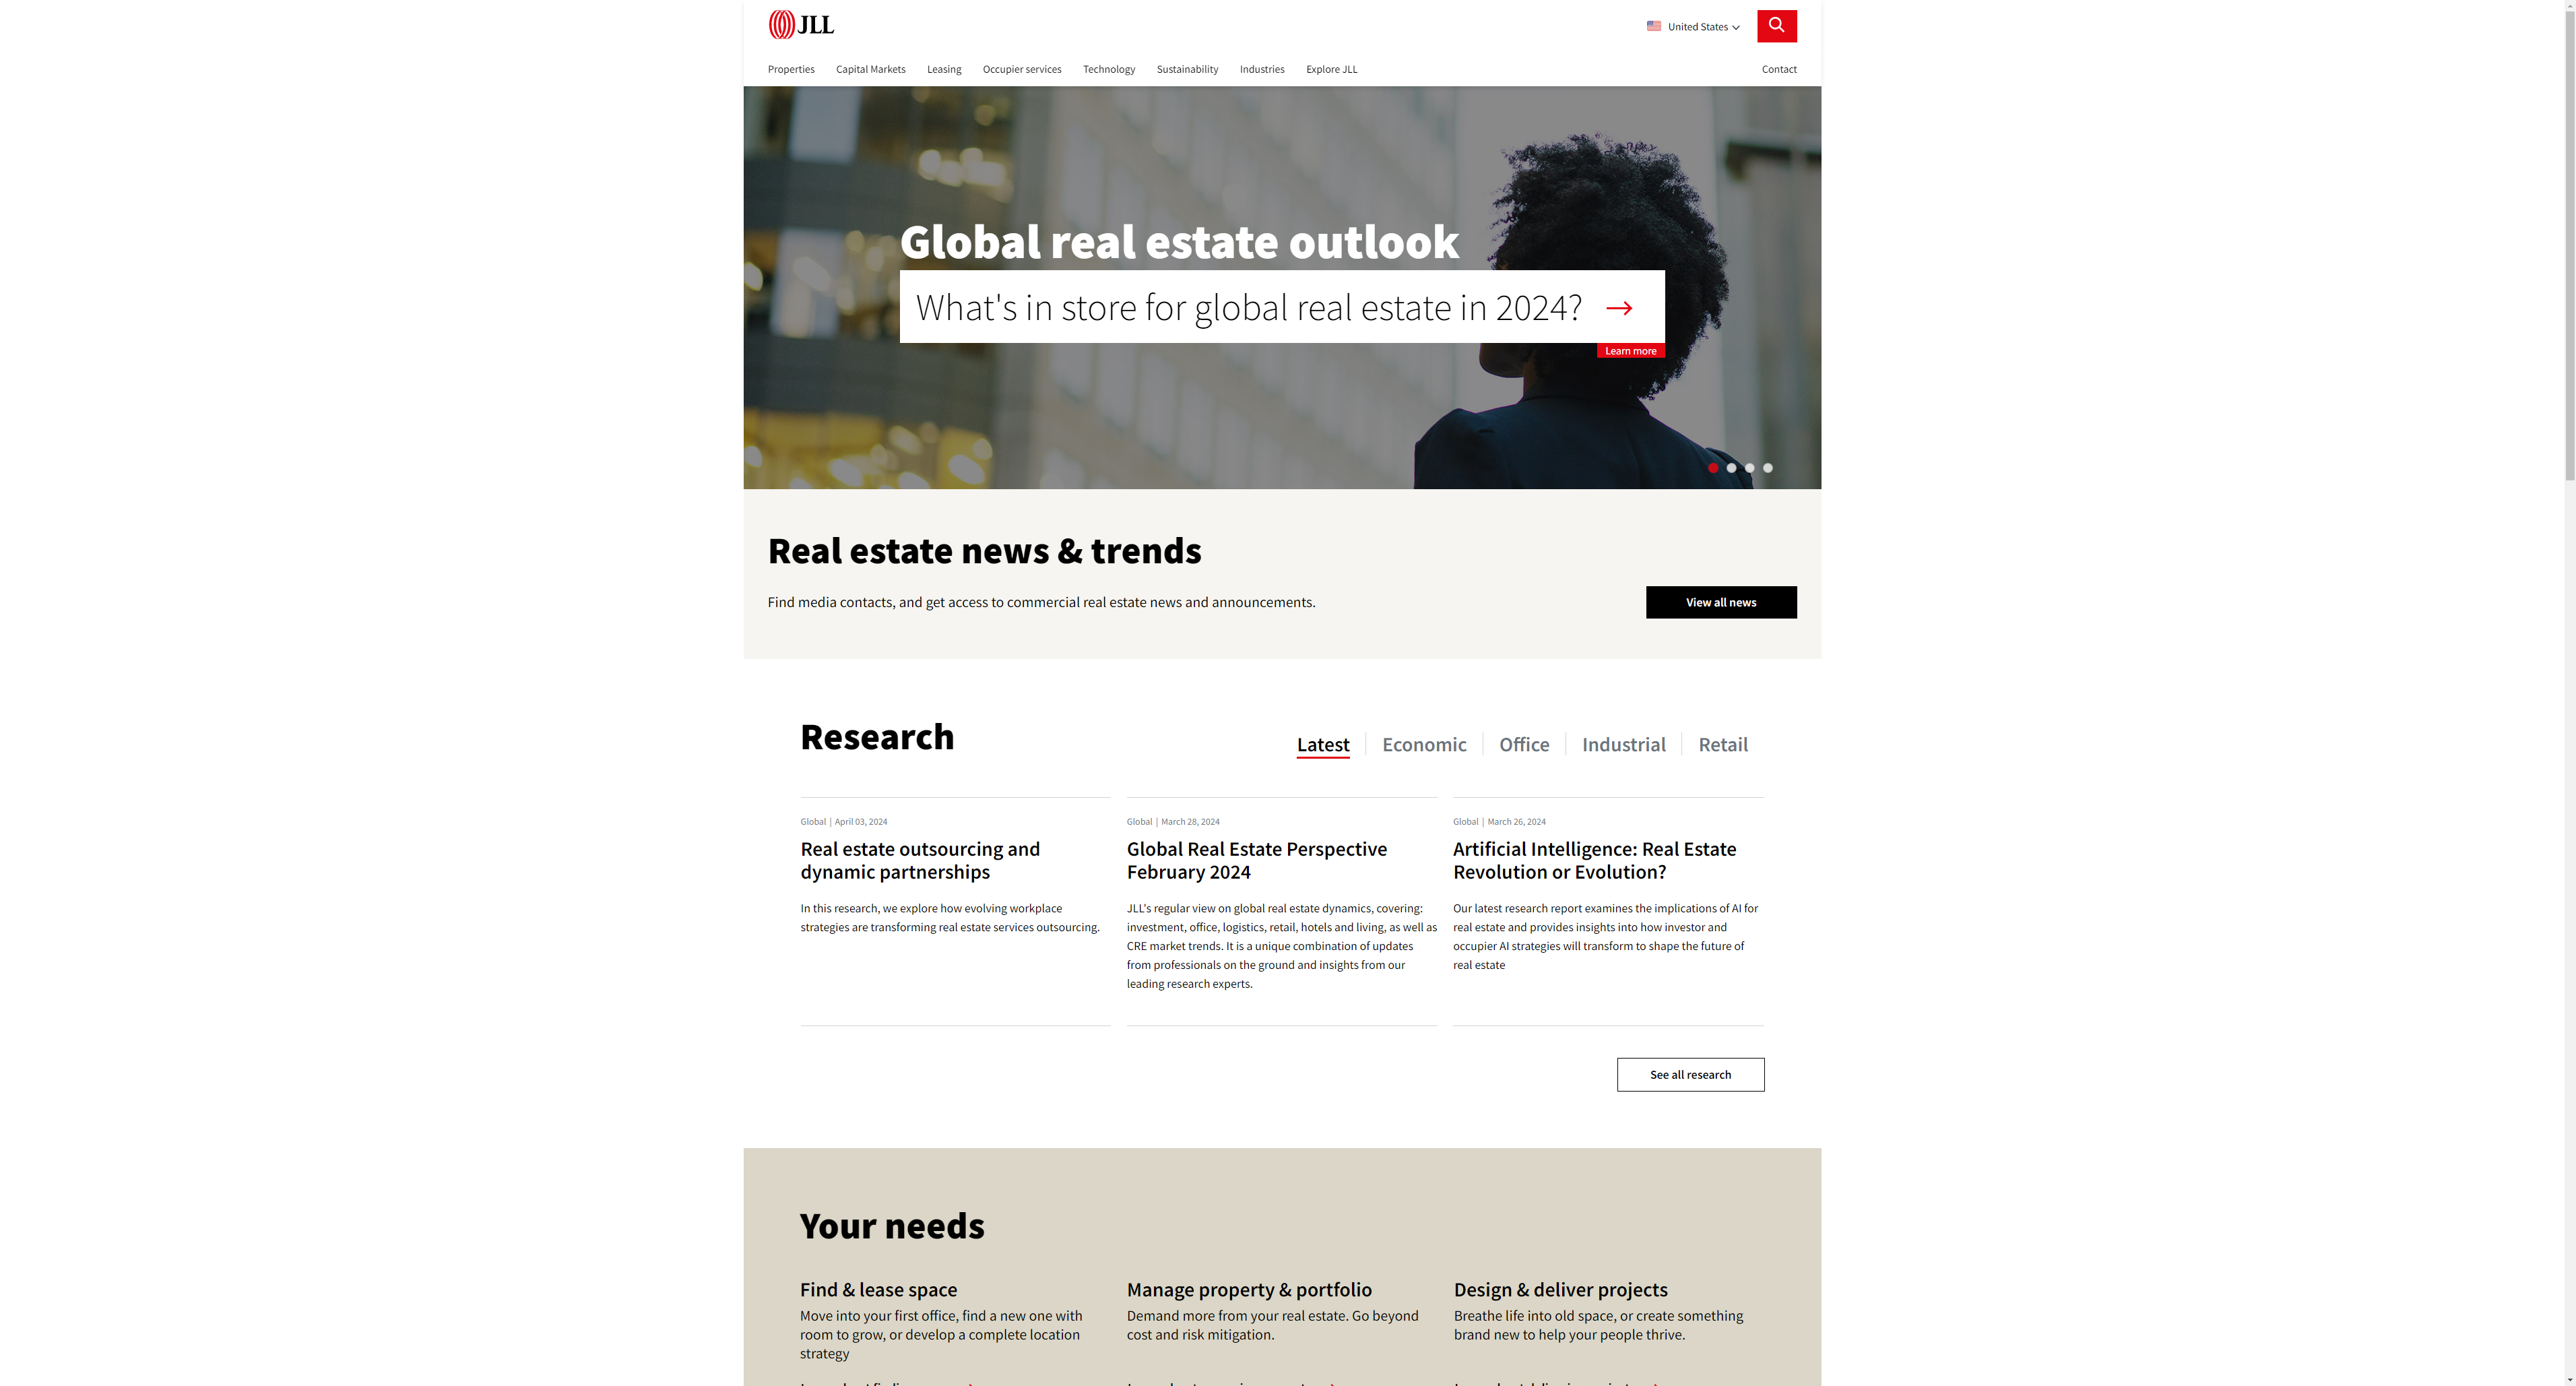 JLL
United States
Properties Capital Markets Leasing Occupier services Technology Sustainability Industries Explore JLL Contact
Global real estate outlook
What's in store for global real estate in 2024?
Learn more
Real estate news & trends
Find media contacts, and get access to commercial real estate news and announcements.
View all news
Research
Latest Economic Office Industrial Retail
Global | April 03, 2024
Real estate outsourcing and
dynamic partnerships
In this research, we explore how evolving workplace
strategies are transforming real estate services outsourcing.
Global | March 28, 2024
Global Real Estate Perspective
February 2024
JLL's regular view on global real estate dynamics, covering:
investment, office, logistics, retail, hotels and living, as well as
CRE market trends. It is a unique combination of updates
from professionals on the ground and insights from our
leading research experts.
Global | March 26, 2024
Artificial Intelligence: Real Estate
Revolution or Evolution?
Our latest research report examines the implications of AI for
real estate and provides insights into how investor and
occupier AI strategies will transform to shape the future of
real estate
See all research
Your needs
Find & lease space
Move into your first office, find a new one with
room to grow, or develop a complete location
strategy
Manage property & portfolio
Demand more from your real estate. Go beyond
cost and risk mitigation.
Design & deliver projects
Breathe life into old space, or create something
brand new to help your people thrive.